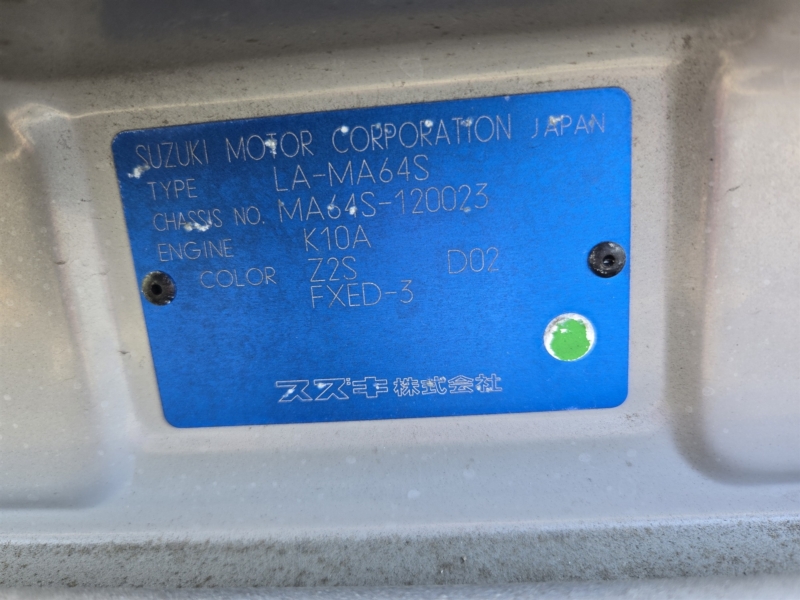 SUZUKI MOTOR CORPORATION JAPAN
TYPE LA-MA64S
CHASSIS NO. MA64S-120023
ENGINE K10A
COLOR Z2S D02
FXED-3
スズキ株式会社